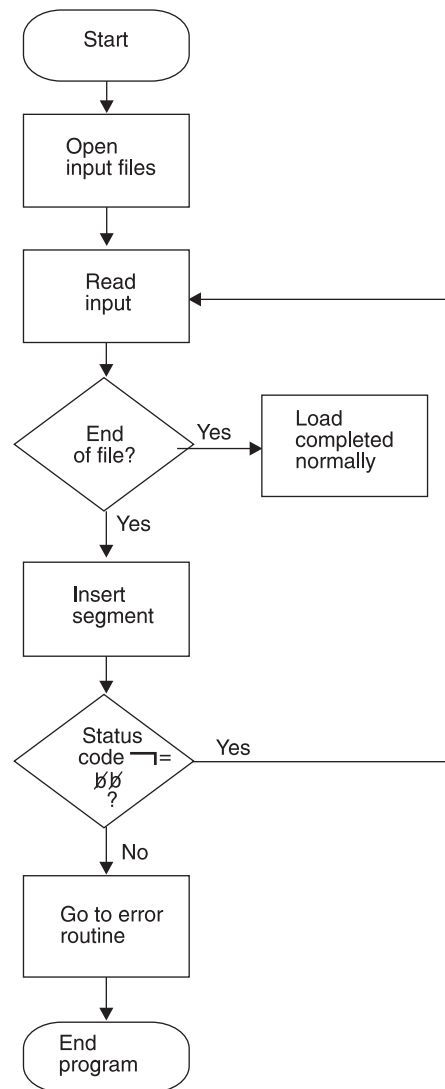 Start
Open
input files
Read
input
End
of file?
Yes
Load
completed
normally
Yes
Insert
segment
Status
code ¬=
b̸b̸
?
Yes
No
Go to error
routine
End
program